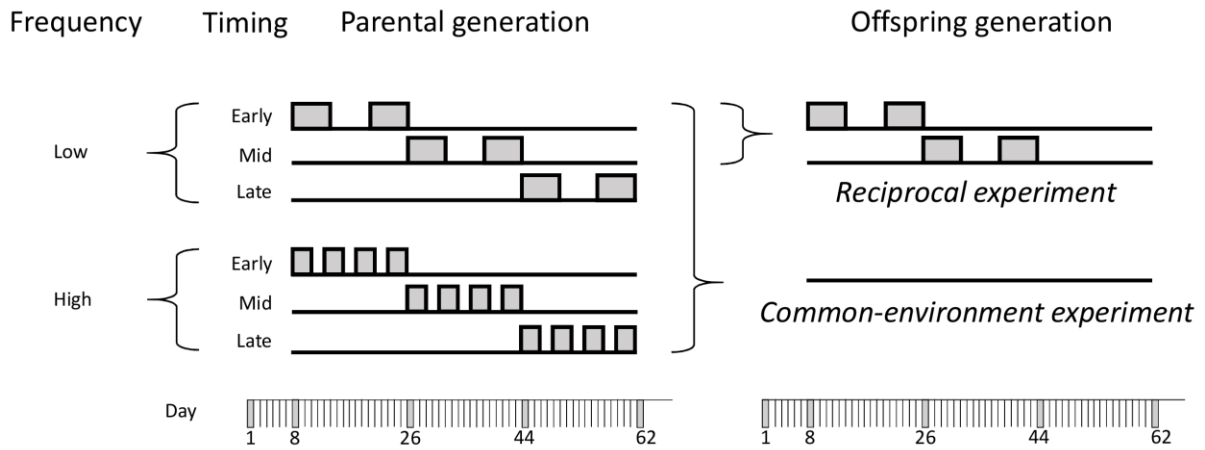 Frequency Timing Parental generation Offspring generation
Early
Low Mid
Late
Reciprocal experiment
Early
High Mid
Common-environment experiment
Late
Day
1 8 26 44 62 1 8 26 44 62